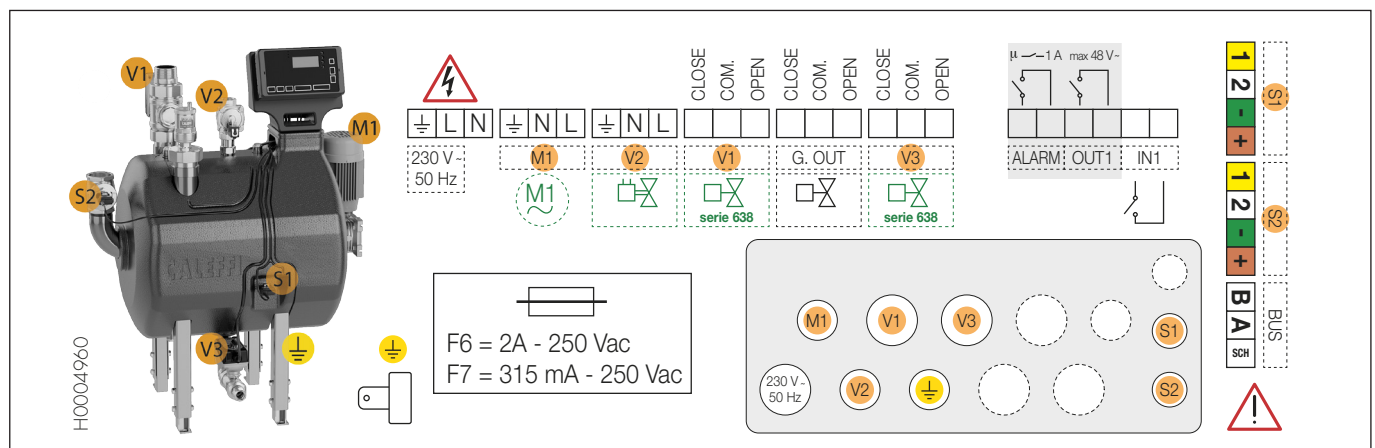 V1
V2
M1
S2
CALEFFI
S1
V3
H0004960
⏚ L N
230 V~
50 Hz
⏚ N L
M1
M1
~
⏚ N L
V2
CLOSE
COM.
OPEN
V1
serie 638
CLOSE
COM.
OPEN
G. OUT
CLOSE
COM.
OPEN
V3
serie 638
µ 1 A max 48 V~
ALARM OUT1 IN1
F6 = 2A - 250 Vac
F7 = 315 mA - 250 Vac
M1 V1 V3
S1
230 V~
50 Hz
V2
S2
1
2
-
+
S1
1
2
-
+
S2
B
A
SCH
BUS